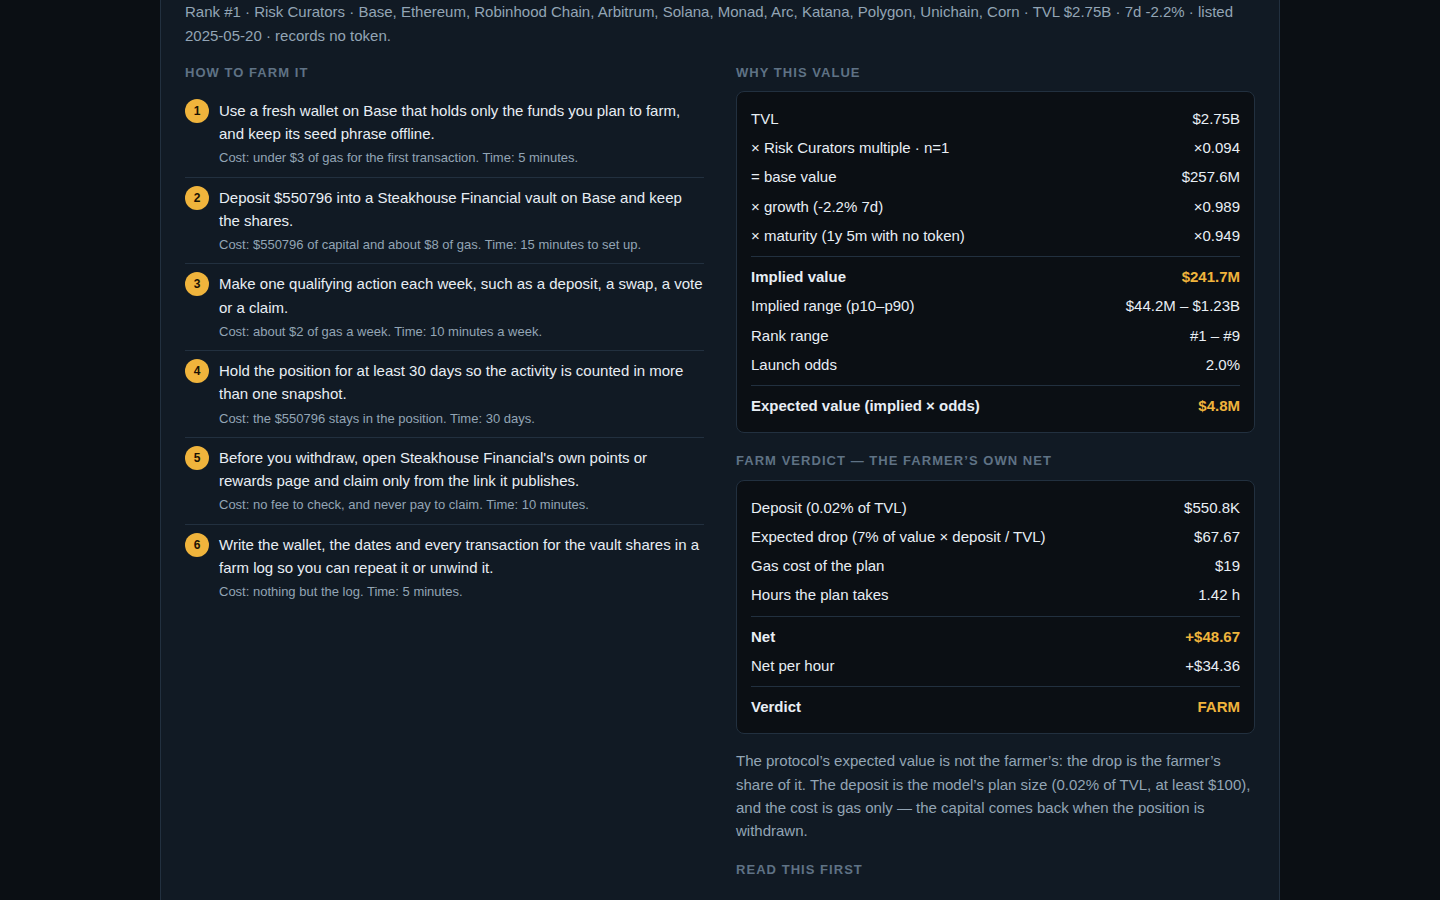 Rank #1 · Risk Curators · Base, Ethereum, Robinhood Chain, Arbitrum, Solana, Monad, Arc, Katana, Polygon, Unichain, Corn · TVL $2.75B · 7d -2.2% · listed
2025-05-20 · records no token.
HOW TO FARM IT
1 Use a fresh wallet on Base that holds only the funds you plan to farm,
and keep its seed phrase offline.
Cost: under $3 of gas for the first transaction. Time: 5 minutes.
2 Deposit $550796 into a Steakhouse Financial vault on Base and keep
the shares.
Cost: $550796 of capital and about $8 of gas. Time: 15 minutes to set up.
3 Make one qualifying action each week, such as a deposit, a swap, a vote
or a claim.
Cost: about $2 of gas a week. Time: 10 minutes a week.
4 Hold the position for at least 30 days so the activity is counted in more
than one snapshot.
Cost: the $550796 stays in the position. Time: 30 days.
5 Before you withdraw, open Steakhouse Financial's own points or
rewards page and claim only from the link it publishes.
Cost: no fee to check, and never pay to claim. Time: 10 minutes.
6 Write the wallet, the dates and every transaction for the vault shares in a
farm log so you can repeat it or unwind it.
Cost: nothing but the log. Time: 5 minutes.
WHY THIS VALUE
TVL $2.75B
× Risk Curators multiple · n=1 ×0.094
= base value $257.6M
× growth (-2.2% 7d) ×0.989
× maturity (1y 5m with no token) ×0.949
Implied value $241.7M
Implied range (p10–p90) $44.2M – $1.23B
Rank range #1 – #9
Launch odds 2.0%
Expected value (implied × odds) $4.8M
FARM VERDICT — THE FARMER’S OWN NET
Deposit (0.02% of TVL) $550.8K
Expected drop (7% of value × deposit / TVL) $67.67
Gas cost of the plan $19
Hours the plan takes 1.42 h
Net +$48.67
Net per hour +$34.36
Verdict FARM
The protocol’s expected value is not the farmer’s: the drop is the farmer’s
share of it. The deposit is the model’s plan size (0.02% of TVL, at least $100),
and the cost is gas only — the capital comes back when the position is
withdrawn.
READ THIS FIRST